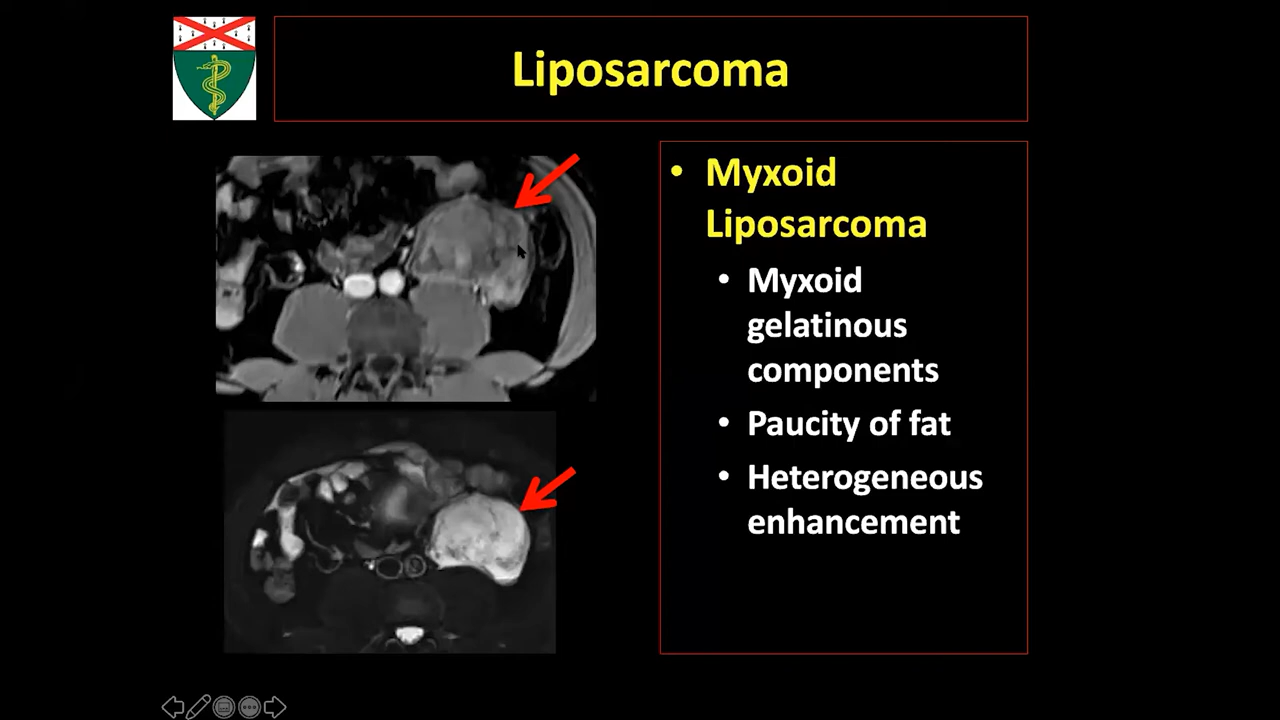 Liposarcoma
• Myxoid
Liposarcoma
• Myxoid
gelatinous
components
• Paucity of fat
• Heterogeneous
enhancement